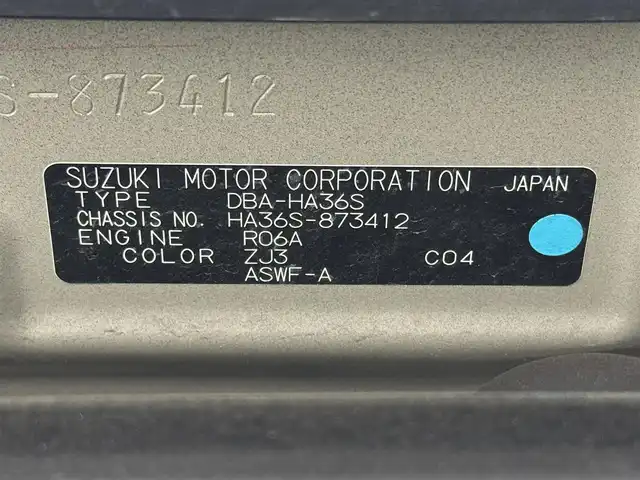 S-873412
SUZUKI MOTOR CORPORATION JAPAN
TYPE DBA-HA36S
CHASSIS NO. HA36S-873412
ENGINE R06A
COLOR ZJ3 C04
ASWF-A